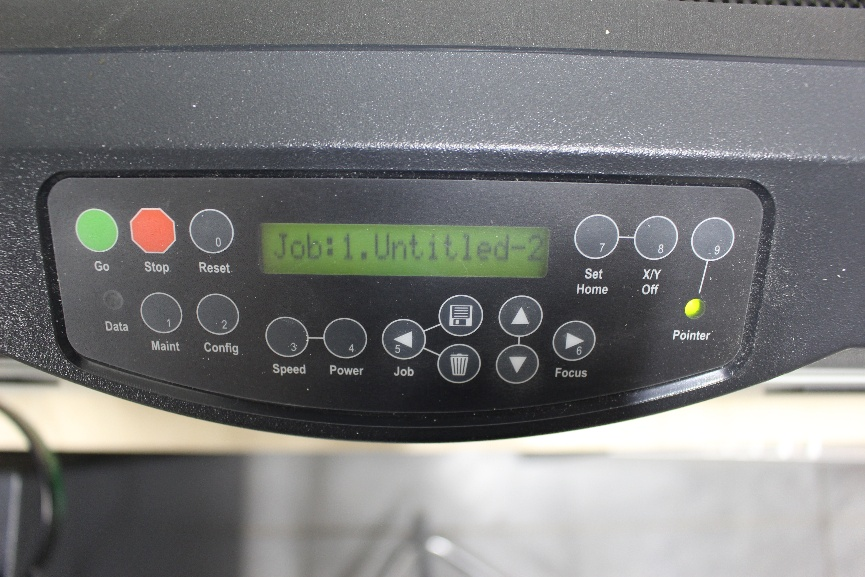 0
Job:1.Untitled-2
7
8
9
Go
Stop
Reset
Set
Home
X/Y
Off
Data
1
2
Pointer
Maint
Config
3
4
5
6
Speed
Power
Job
Focus